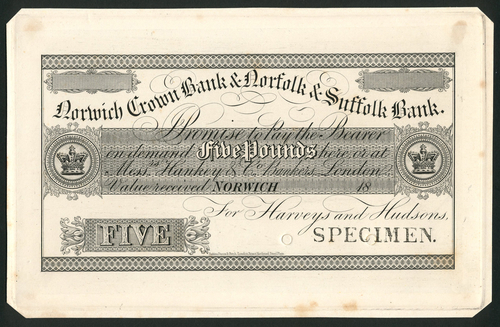 Norwich Crown Bank & Norfolk & Suffolk Bank.
I Promise to Pay the Bearer
on demand Five Pounds here, or at
Messrs. Hankey & Co. Bankers London
Value received NORWICH 18
For Harveys and Hudsons,
FIVE
SPECIMEN.